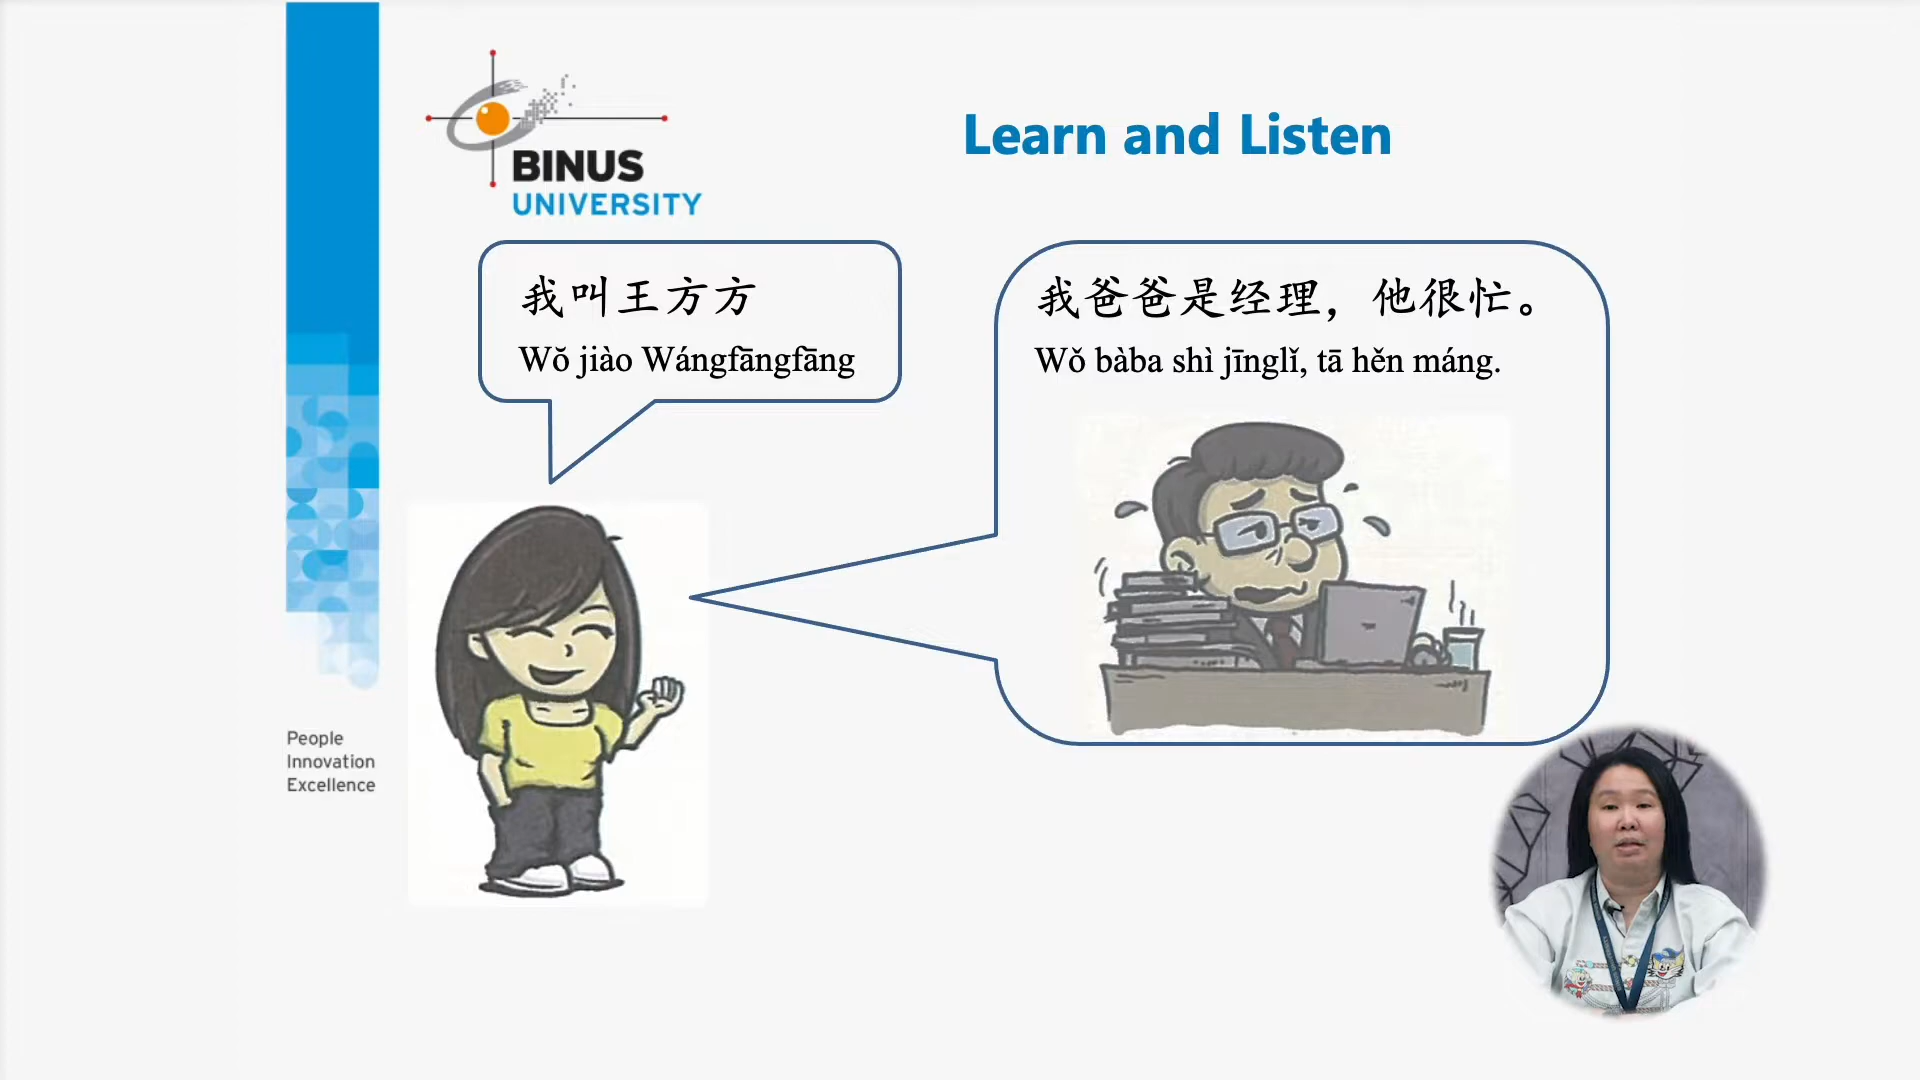 BINUS
UNIVERSITY
Learn and Listen
我叫王方方
Wǒ jiào Wángfāngfāng
我爸爸是经理，他很忙。
Wǒ bàba shì jīnglǐ, tā hěn máng.
People
Innovation
Excellence